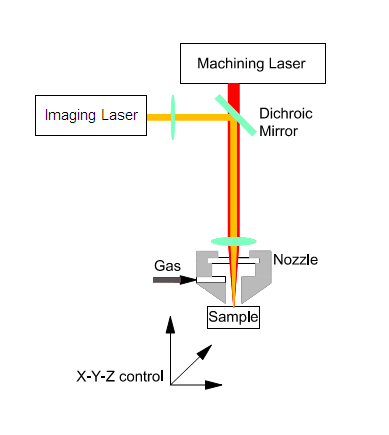 Machining Laser
Imaging Laser
Dichroic
Mirror
Nozzle
Gas
Sample
X-Y-Z control